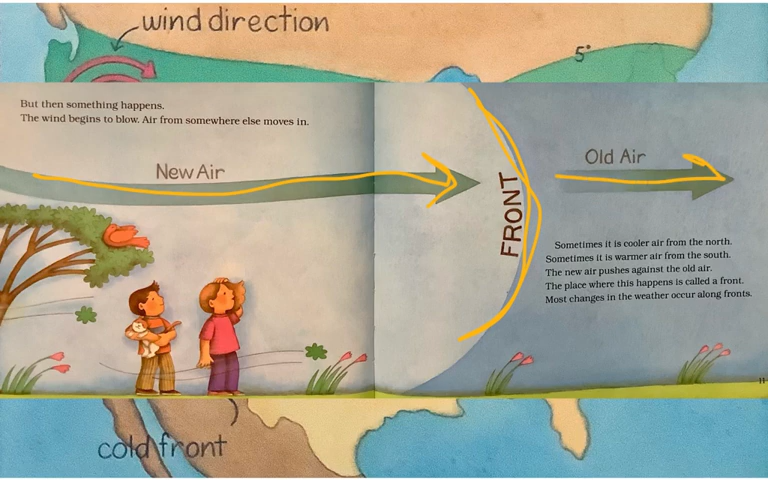 wind direction
5°
But then something happens.
The wind begins to blow. Air from somewhere else moves in.
New Air
FRONT
Old Air
Sometimes it is cooler air from the north.
Sometimes it is warmer air from the south.
The new air pushes against the old air.
The place where this happens is called a front.
Most changes in the weather occur along fronts.
11
cold front